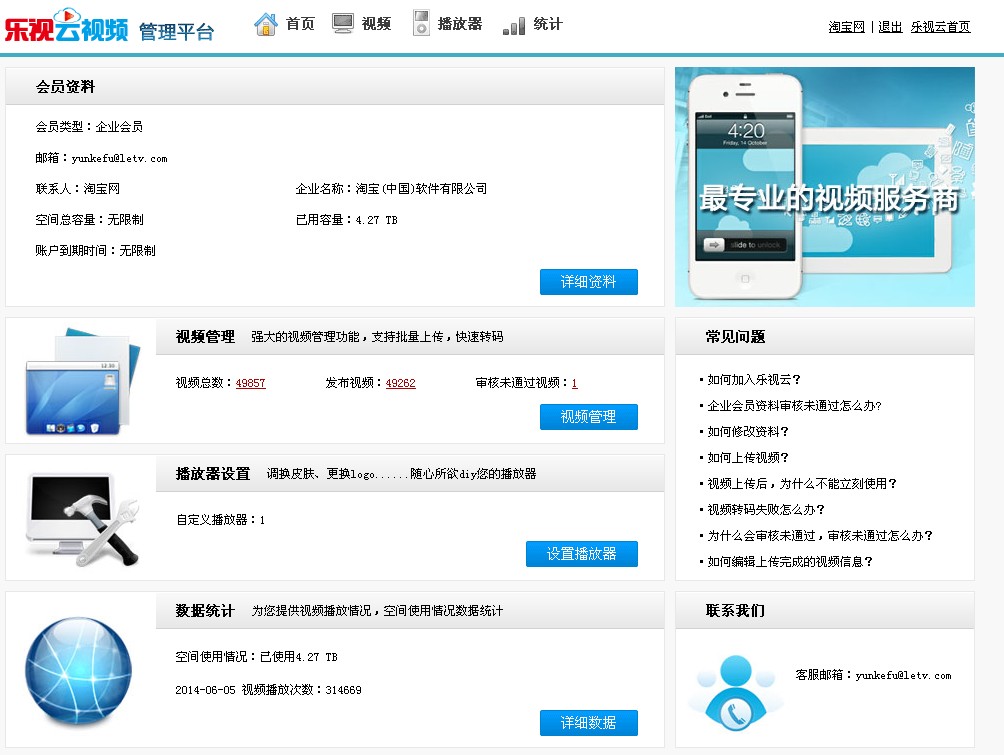 乐视云视频 管理平台 首页 视频 播放器 统计 淘宝网 | 退出 乐视云首页
会员资料
会员类型：企业会员
邮箱：yunkefu@letv.com
联系人：淘宝网 企业名称：淘宝(中国)软件有限公司
空间总容量：无限制 已用容量：4.27 TB
账户到期时间：无限制
详细资料
4:20
Friday, 14 October
最专业的视频服务商
slide to unlock
视频管理 强大的视频管理功能，支持批量上传，快速转码
视频总数：49857 发布视频：49262 审核未通过视频：1
视频管理
播放器设置 调换皮肤、更换logo......随心所欲diy您的播放器
自定义播放器：1
设置播放器
数据统计 为您提供视频播放情况，空间使用情况数据统计
空间使用情况：已使用4.27 TB
2014-06-05 视频播放次数：314669
详细数据
常见问题
·如何加入乐视云？
·企业会员资料审核未通过怎么办?
·如何修改资料？
·如何上传视频？
·视频上传后，为什么不能立刻使用？
·视频转码失败怎么办？
·为什么会审核未通过，审核未通过怎么办？
·如何编辑上传完成的视频信息？
联系我们
客服邮箱：yunkefu@letv.com